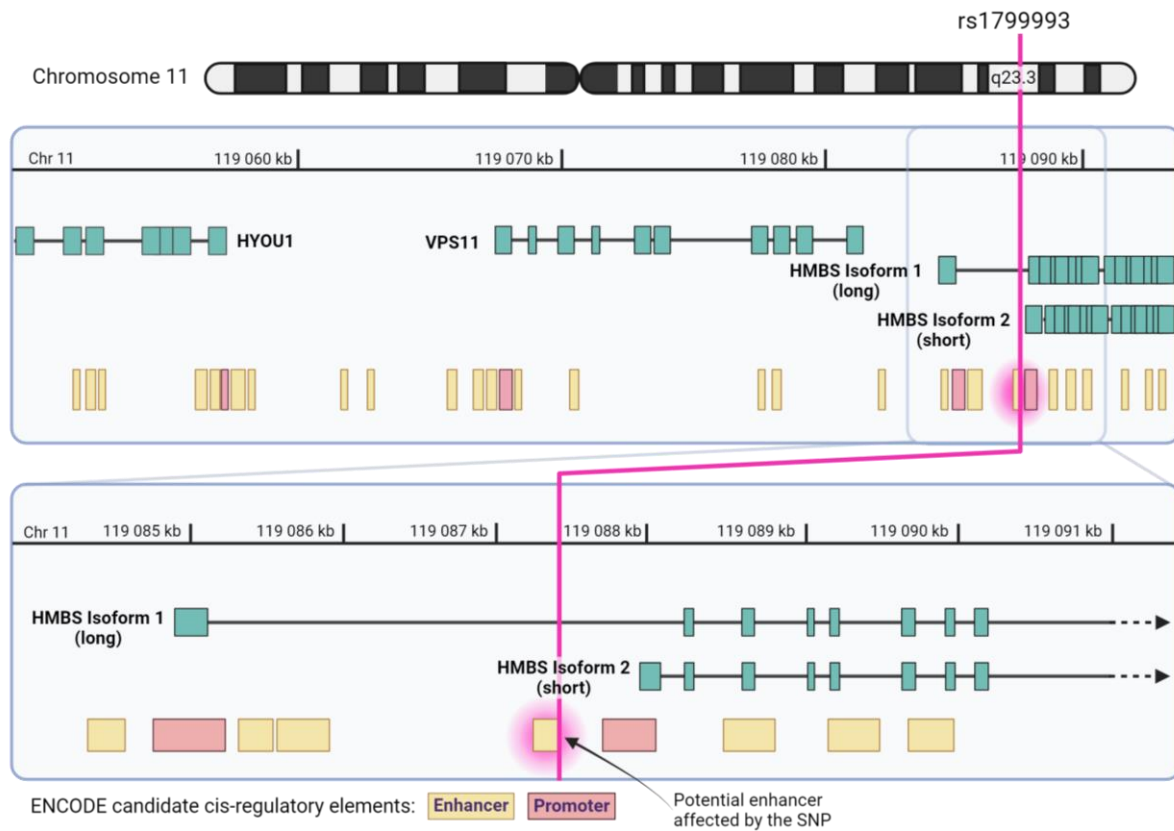 rs1799993
Chromosome 11
q23.3
Chr 11
119 060 kb
119 070 kb
119 080 kb
119 090 kb
HYOU1
VPS11
HMBS Isoform 1
(long)
HMBS Isoform 2
(short)
Chr 11
119 085 kb
119 086 kb
119 087 kb
119 088 kb
119 089 kb
119 090 kb
119 091 kb
HMBS Isoform 1
(long)
HMBS Isoform 2
(short)
ENCODE candidate cis-regulatory elements:
Enhancer
Promoter
Potential enhancer
affected by the SNP